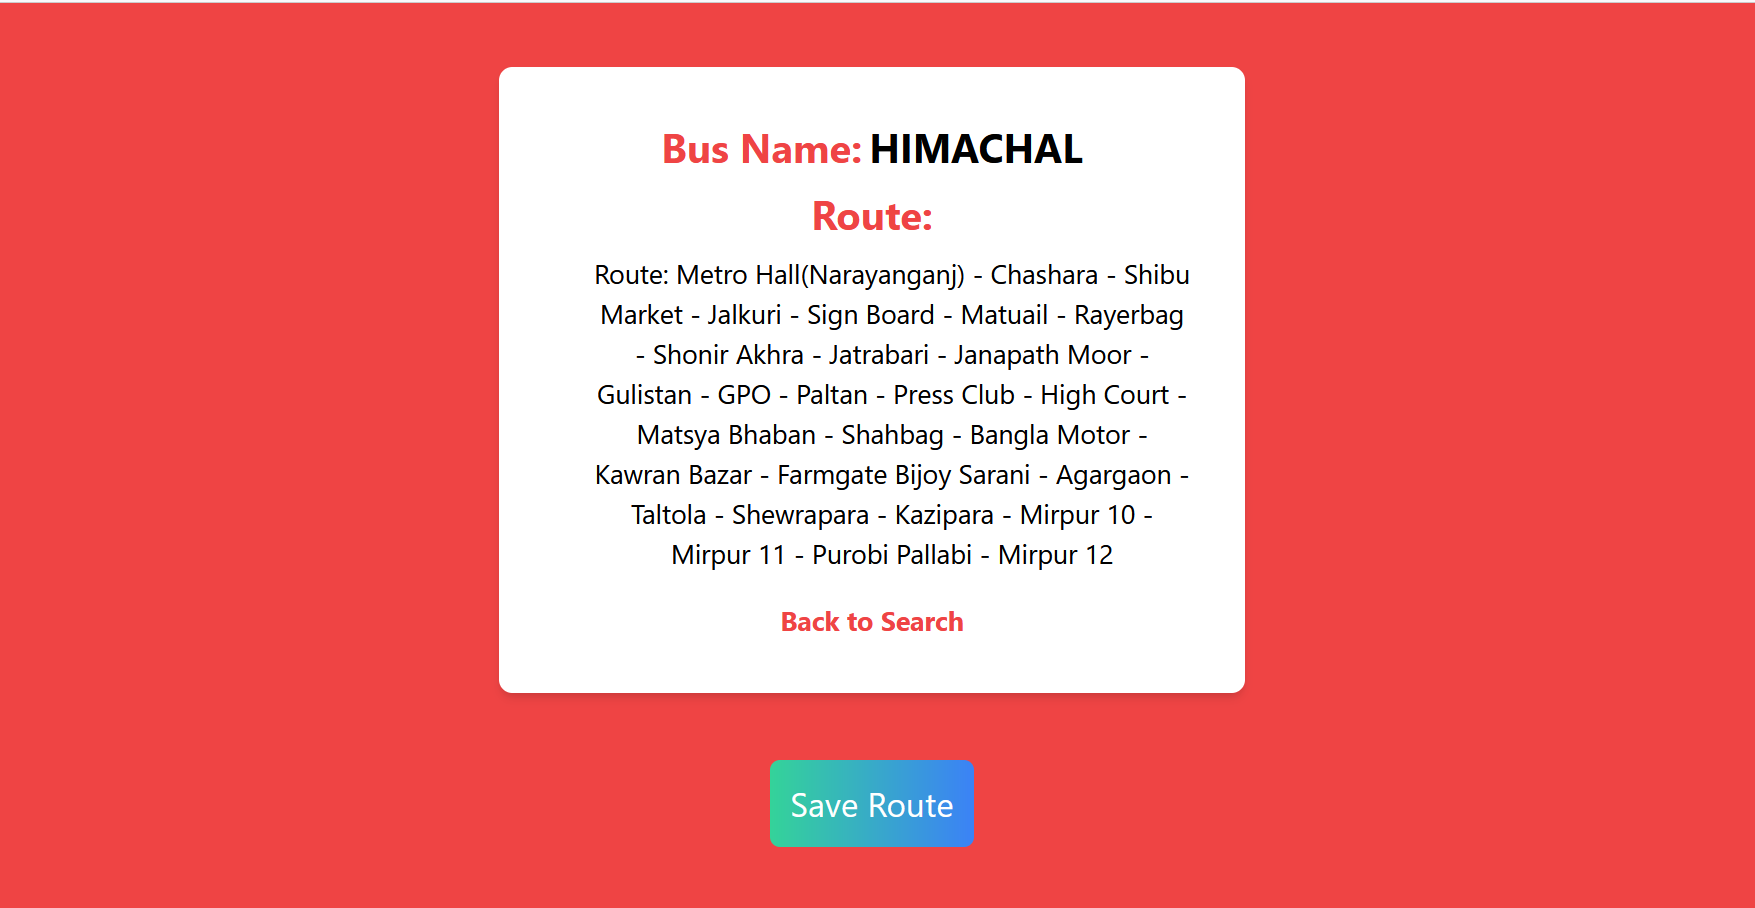 Bus Name: HIMACHAL
Route:
Route: Metro Hall(Narayanganj) - Chashara - Shibu
Market - Jalkuri - Sign Board - Matuail - Rayerbag
- Shonir Akhra - Jatrabari - Janapath Moor -
Gulistan - GPO - Paltan - Press Club - High Court -
Matsya Bhaban - Shahbag - Bangla Motor -
Kawran Bazar - Farmgate Bijoy Sarani - Agargaon -
Taltola - Shewrapara - Kazipara - Mirpur 10 -
Mirpur 11 - Purobi Pallabi - Mirpur 12
Back to Search
Save Route